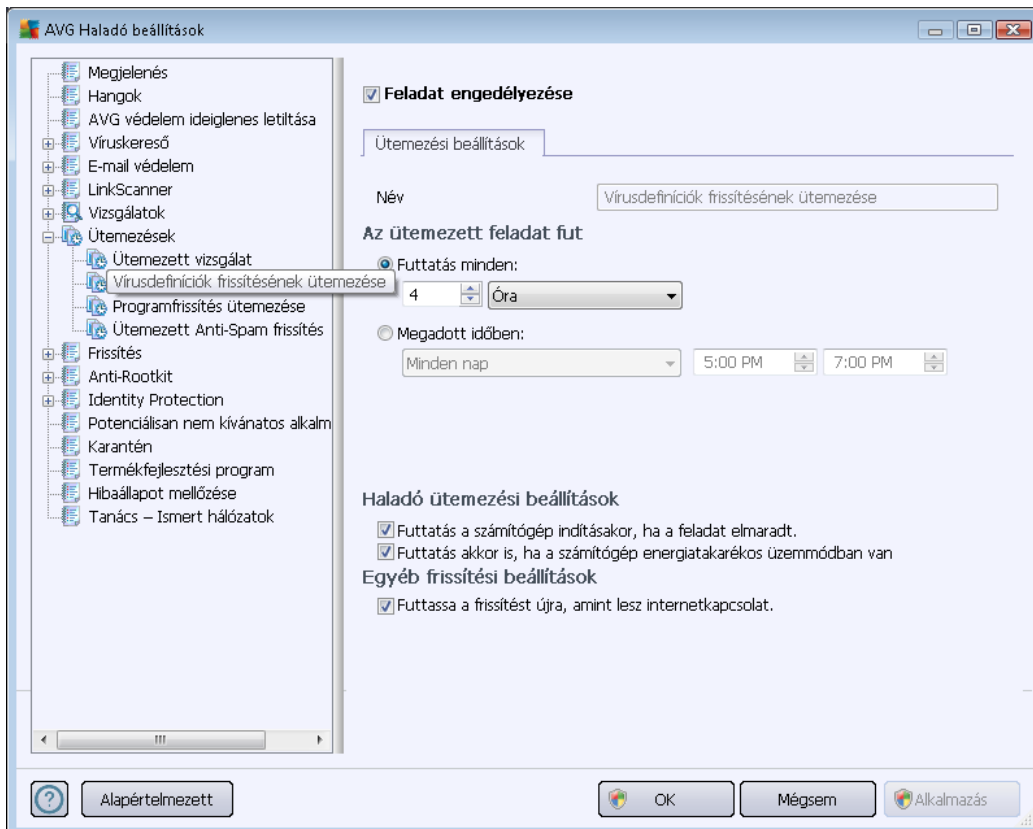 AVG Haladó beállítások
Megjelenés
Hangok
AVG védelem ideiglenes letiltása
Víruskereső
E-mail védelem
LinkScanner
Vizsgálatok
Ütemezések
Ütemezett vizsgálat
Vírusdefiníciók frissítésének ütemezése
Programfrissítés ütemezése
Ütemezett Anti-Spam frissítés
Frissítés
Anti-Rootkit
Identity Protection
Potenciálisan nem kívánatos alkalm
Karantén
Termékfejlesztési program
Hibaállapot mellőzése
Tanács – Ismert hálózatok
Feladat engedélyezése
Ütemezési beállítások
Név Vírusdefiníciók frissítésének ütemezése
Az ütemezett feladat fut
Futtatás minden:
4 Óra
Megadott időben:
Minden nap 5:00 PM 7:00 PM
Haladó ütemezési beállítások
Futtatás a számítógép indításakor, ha a feladat elmaradt.
Futtatás akkor is, ha a számítógép energiatakarékos üzemmódban van
Egyéb frissítési beállítások
Futtassa a frissítést újra, amint lesz internetkapcsolat.
? Alapértelmezett OK Mégsem Alkalmazás